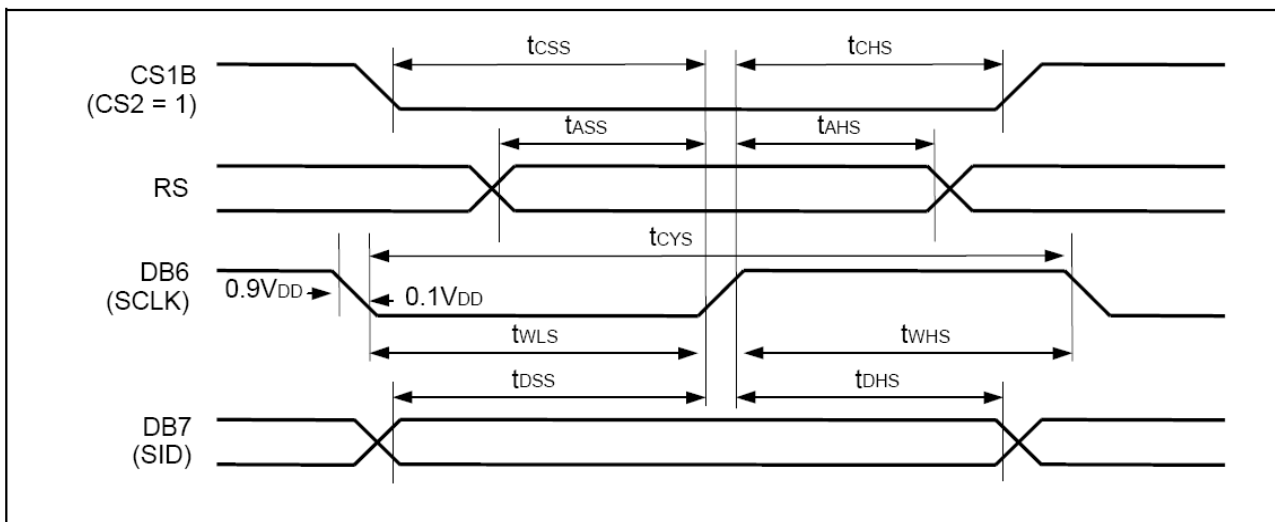 tCSS
tCHS
CS1B
(CS2 = 1)
tASS
tAHS
RS
tCYS
DB6
(SCLK)
0.9VDD
0.1VDD
tWLS
tWHS
tDSS
tDHS
DB7
(SID)